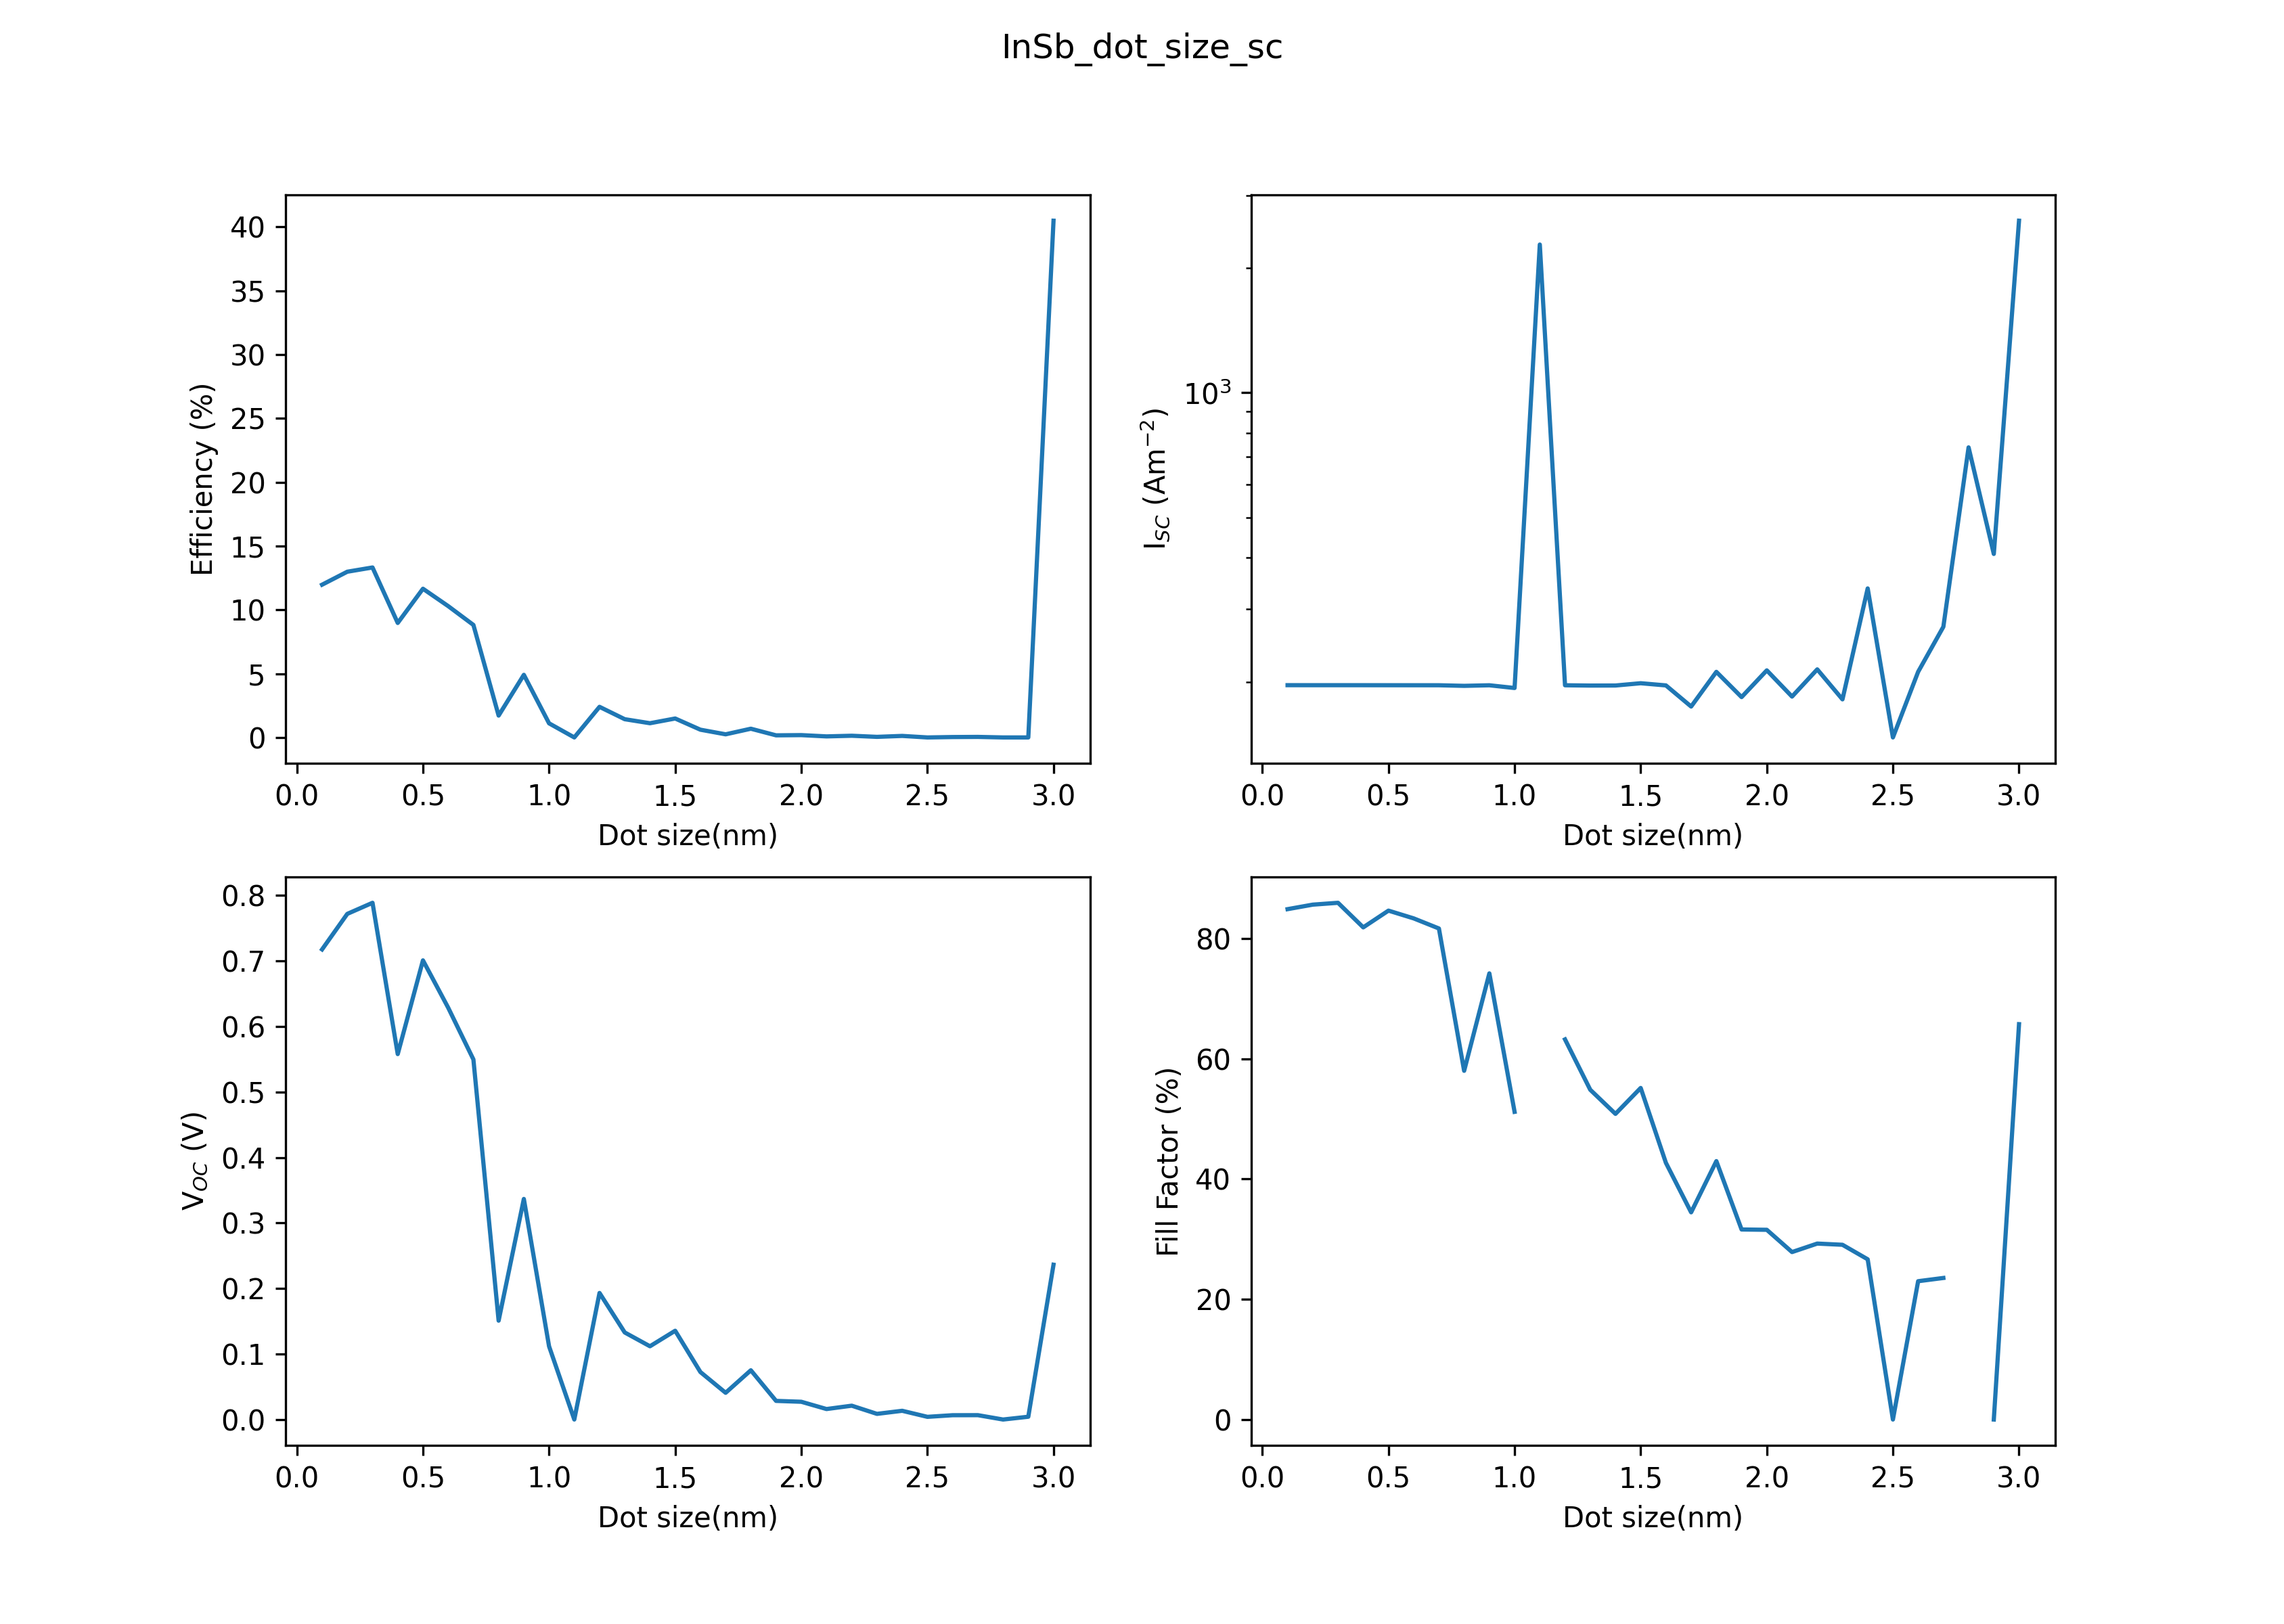 InSb_dot_size_sc
40
35
30
25
20
15
10
5
0
Efficiency (%)
0.0 0.5 1.0 1.5 2.0 2.5 3.0
Dot size(nm)
10³
I_SC (Am⁻²)
0.0 0.5 1.0 1.5 2.0 2.5 3.0
Dot size(nm)
0.8
0.7
0.6
0.5
0.4
0.3
0.2
0.1
0.0
V_OC (V)
0.0 0.5 1.0 1.5 2.0 2.5 3.0
Dot size(nm)
80
60
40
20
0
Fill Factor (%)
0.0 0.5 1.0 1.5 2.0 2.5 3.0
Dot size(nm)